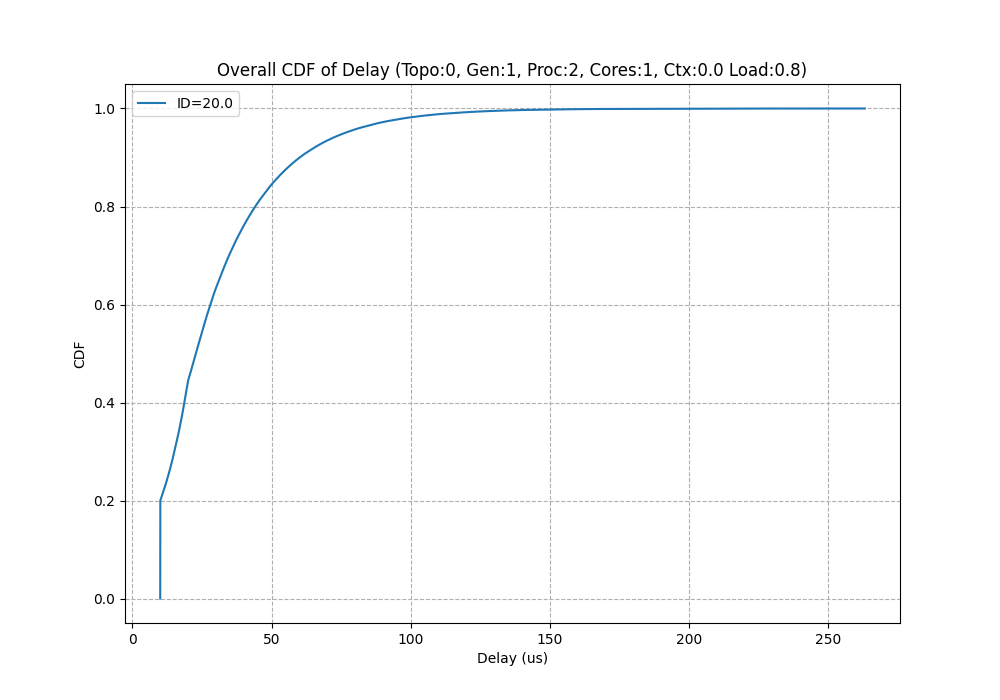 Overall CDF of Delay (Topo:0, Gen:1, Proc:2, Cores:1, Ctx:0.0 Load:0.8)
ID=20.0
1.0
0.8
0.6
0.4
0.2
0.0
CDF
0 50 100 150 200 250
Delay (us)